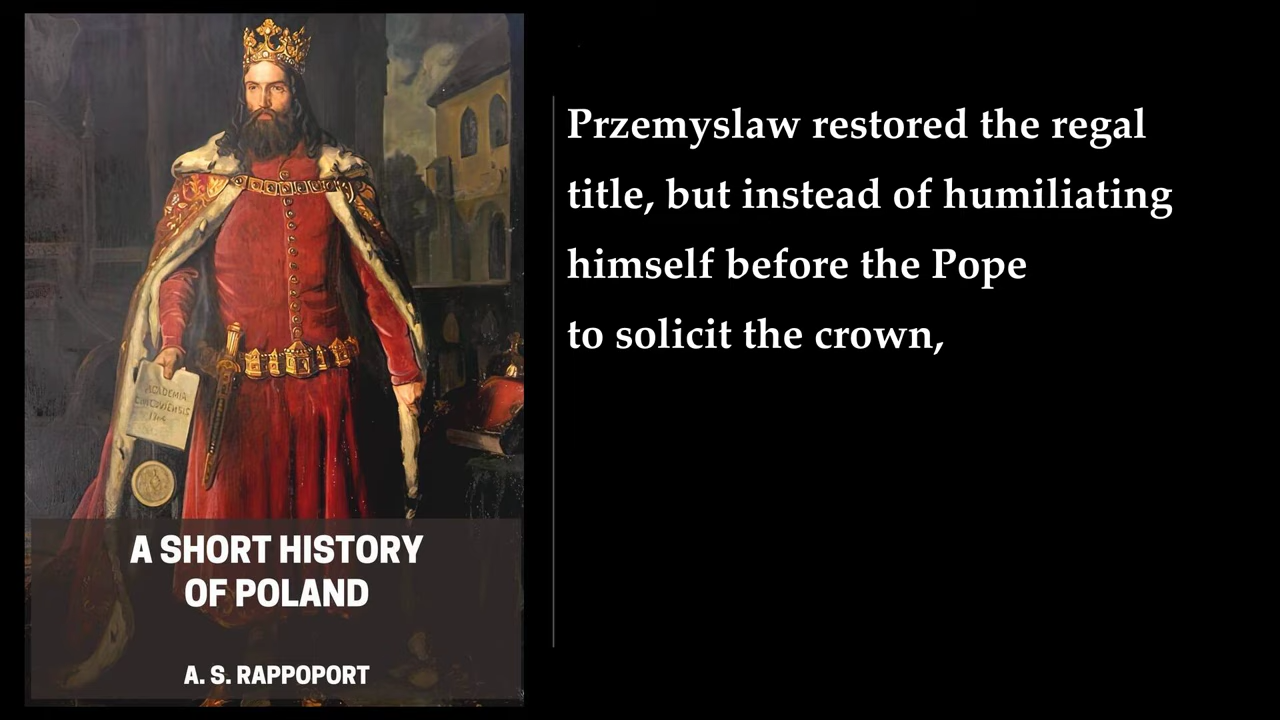 ACADEMIA
A SHORT HISTORY
OF POLAND
A. S. RAPPOPORT
Przemyslaw restored the regal
title, but instead of humiliating
himself before the Pope
to solicit the crown,